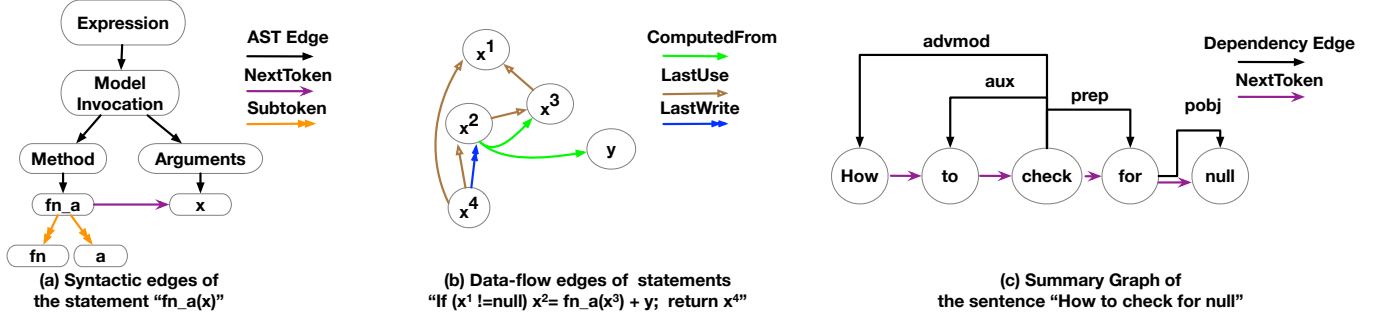 Expression
AST Edge
NextToken
Subtoken
Model
Invocation
Method
Arguments
fn_a
x
fn
a
(a) Syntactic edges of
the statement “fn_a(x)”
x1
x3
x2
x4
y
ComputedFrom
LastUse
LastWrite
(b) Data-flow edges of statements
“If (x¹ !=null) x²= fn_a(x³) + y; return x⁴”
advmod
aux
prep
pobj
Dependency Edge
NextToken
How
to
check
for
null
(c) Summary Graph of
the sentence “How to check for null”